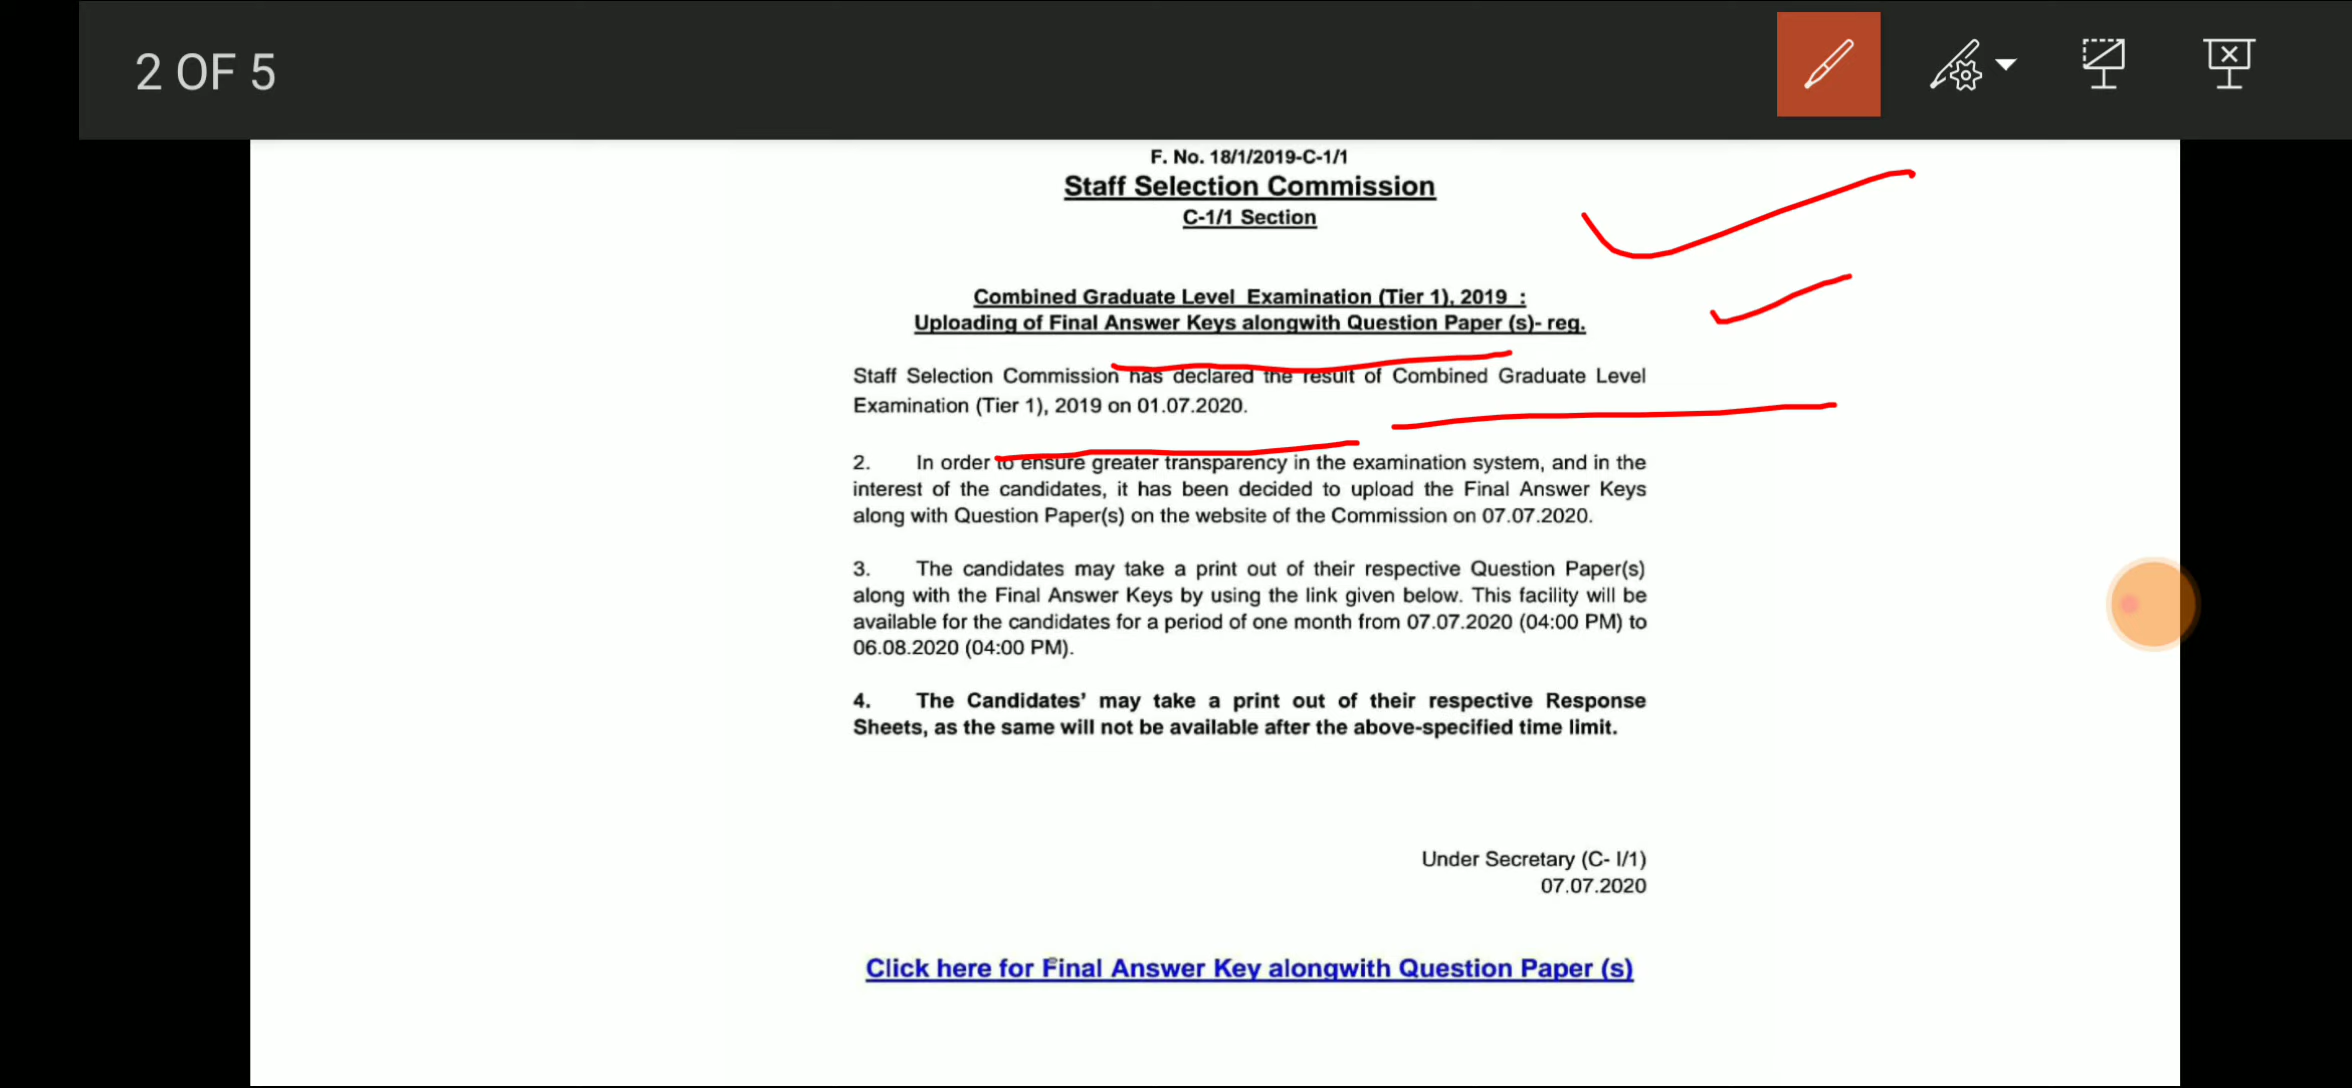 2 OF 5
F. No. 18/1/2019-C-1/1
Staff Selection Commission
C-1/1 Section
Combined Graduate Level Examination (Tier 1), 2019 :
Uploading of Final Answer Keys alongwith Question Paper (s)- reg.
Staff Selection Commission has declared the result of Combined Graduate Level
Examination (Tier 1), 2019 on 01.07.2020.
2. In order to ensure greater transparency in the examination system, and in the
interest of the candidates, it has been decided to upload the Final Answer Keys
along with Question Paper(s) on the website of the Commission on 07.07.2020.
3. The candidates may take a print out of their respective Question Paper(s)
along with the Final Answer Keys by using the link given below. This facility will be
available for the candidates for a period of one month from 07.07.2020 (04:00 PM) to
06.08.2020 (04:00 PM).
4. The Candidates’ may take a print out of their respective Response
Sheets, as the same will not be available after the above-specified time limit.
Under Secretary (C- I/1)
07.07.2020
Click here for Final Answer Key alongwith Question Paper (s)